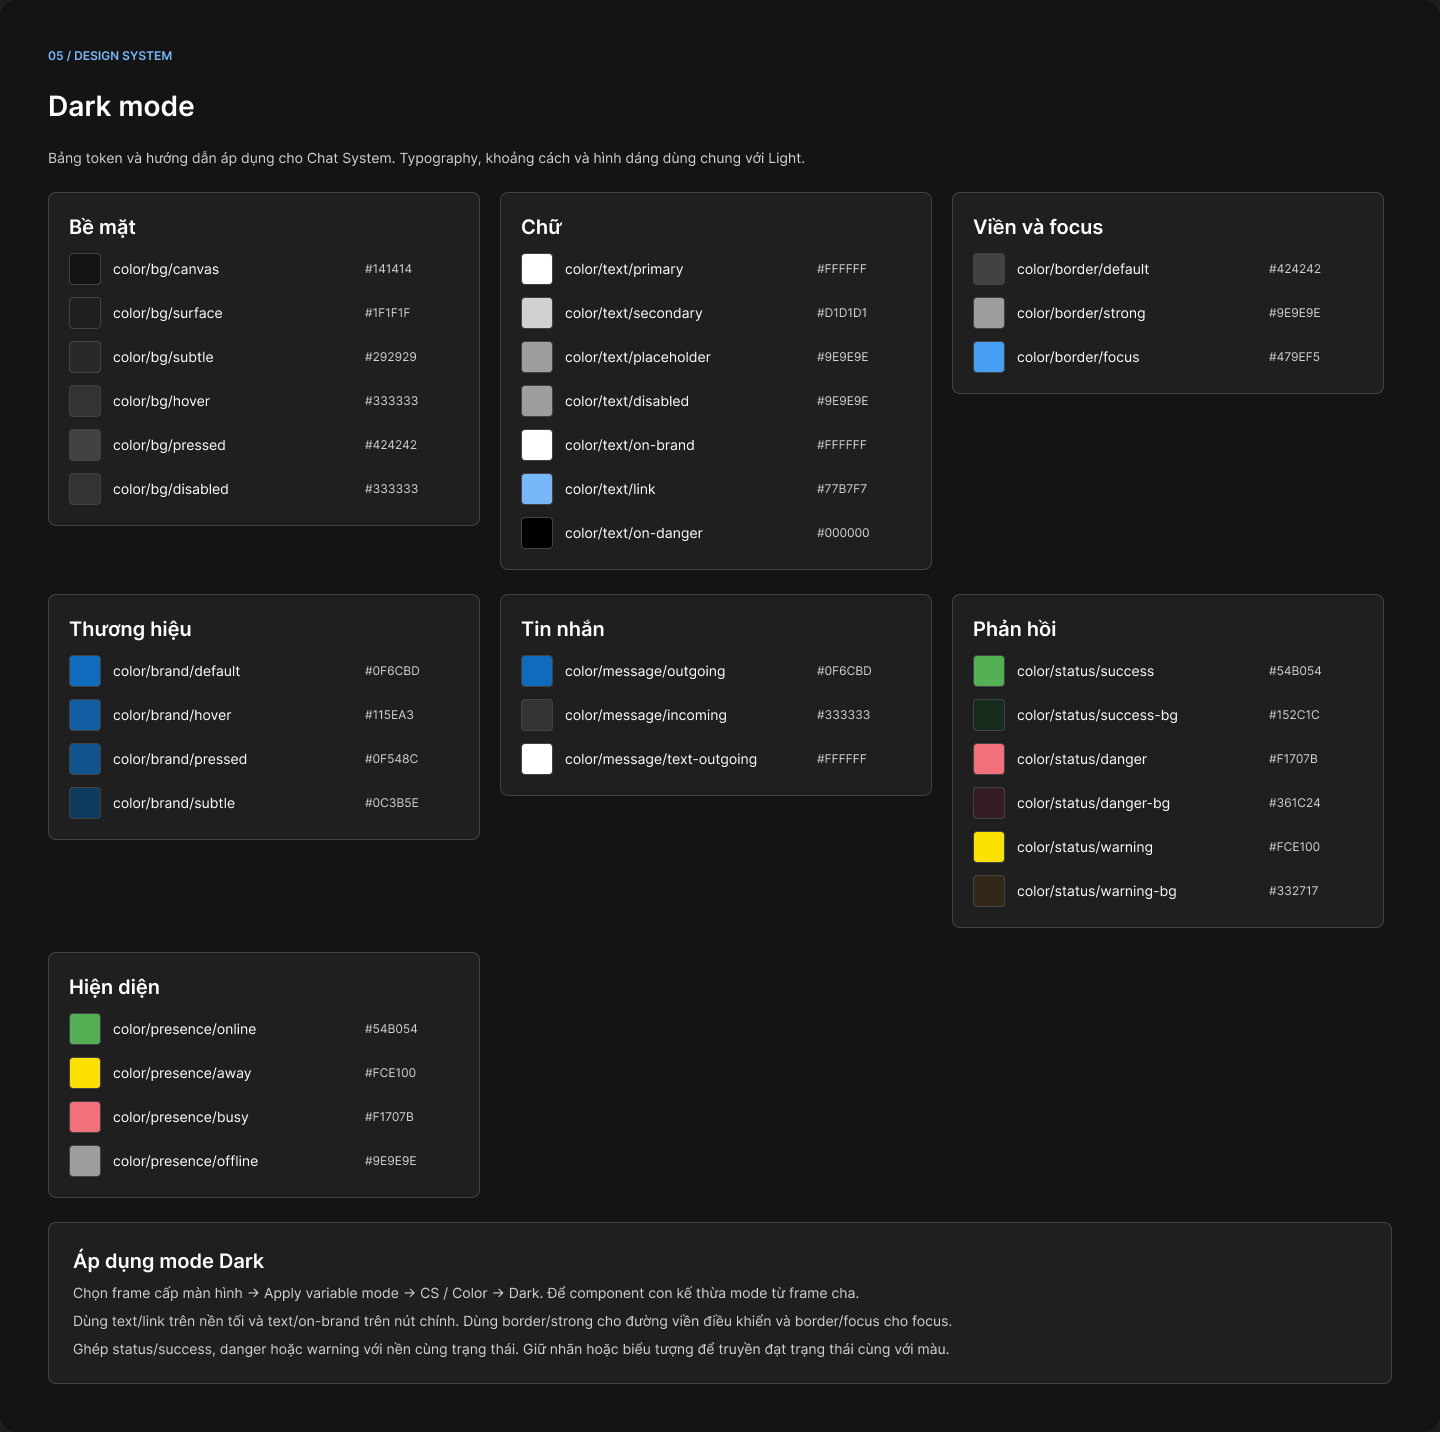 05 / DESIGN SYSTEM
Dark mode
Bảng token và hướng dẫn áp dụng cho Chat System. Typography, khoảng cách và hình dáng dùng chung với Light.
Bề mặt
color/bg/canvas #141414
color/bg/surface #1F1F1F
color/bg/subtle #292929
color/bg/hover #333333
color/bg/pressed #424242
color/bg/disabled #333333
Chữ
color/text/primary #FFFFFF
color/text/secondary #D1D1D1
color/text/placeholder #9E9E9E
color/text/disabled #9E9E9E
color/text/on-brand #FFFFFF
color/text/link #77B7F7
color/text/on-danger #000000
Viền và focus
color/border/default #424242
color/border/strong #9E9E9E
color/border/focus #479EF5
Thương hiệu
color/brand/default #0F6CBD
color/brand/hover #115EA3
color/brand/pressed #0F548C
color/brand/subtle #0C3B5E
Tin nhắn
color/message/outgoing #0F6CBD
color/message/incoming #333333
color/message/text-outgoing #FFFFFF
Phản hồi
color/status/success #54B054
color/status/success-bg #152C1C
color/status/danger #F1707B
color/status/danger-bg #361C24
color/status/warning #FCE100
color/status/warning-bg #332717
Hiện diện
color/presence/online #54B054
color/presence/away #FCE100
color/presence/busy #F1707B
color/presence/offline #9E9E9E
Áp dụng mode Dark
Chọn frame cấp màn hình → Apply variable mode → CS / Color → Dark. Để component con kế thừa mode từ frame cha.
Dùng text/link trên nền tối và text/on-brand trên nút chính. Dùng border/strong cho đường viền điều khiển và border/focus cho focus.
Ghép status/success, danger hoặc warning với nền cùng trạng thái. Giữ nhãn hoặc biểu tượng để truyền đạt trạng thái cùng với màu.